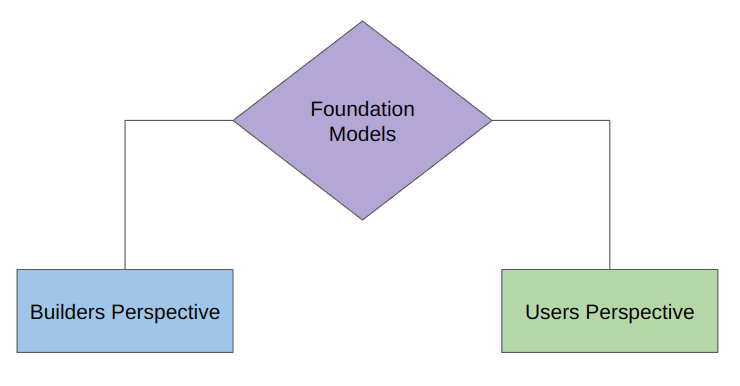 Foundation
Models
Builders Perspective
Users Perspective